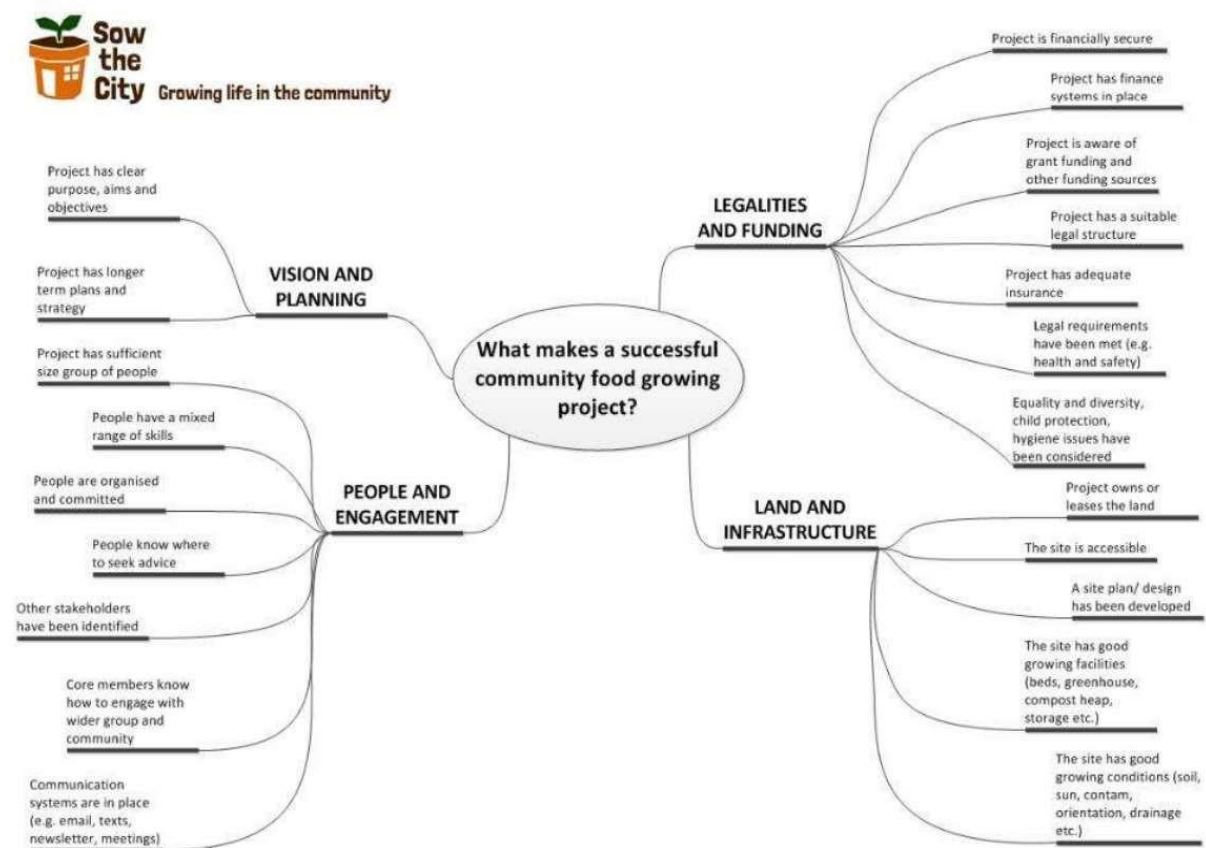 Sow
the
City Growing life in the community
What makes a successful
community food growing
project?
VISION AND
PLANNING
Project has clear
purpose, aims and
objectives
Project has longer
term plans and
strategy
PEOPLE AND
ENGAGEMENT
Project has sufficient
size group of people
People have a mixed
range of skills
People are organised
and committed
People know where
to seek advice
Other stakeholders
have been identified
Core members know
how to engage with
wider group and
community
Communication
systems are in place
(e.g. email, texts,
newsletter, meetings)
LEGALITIES
AND FUNDING
Project is financially secure
Project has finance
systems in place
Project is aware of
grant funding and
other funding sources
Project has a suitable
legal structure
Project has adequate
insurance
Legal requirements
have been met (e.g.
health and safety)
Equality and diversity,
child protection,
hygiene issues have
been considered
LAND AND
INFRASTRUCTURE
Project owns or
leases the land
The site is accessible
A site plan/ design
has been developed
The site has good
growing facilities
(beds, greenhouse,
compost heap,
storage etc.)
The site has good
growing conditions (soil,
sun, contam,
orientation, drainage
etc.)